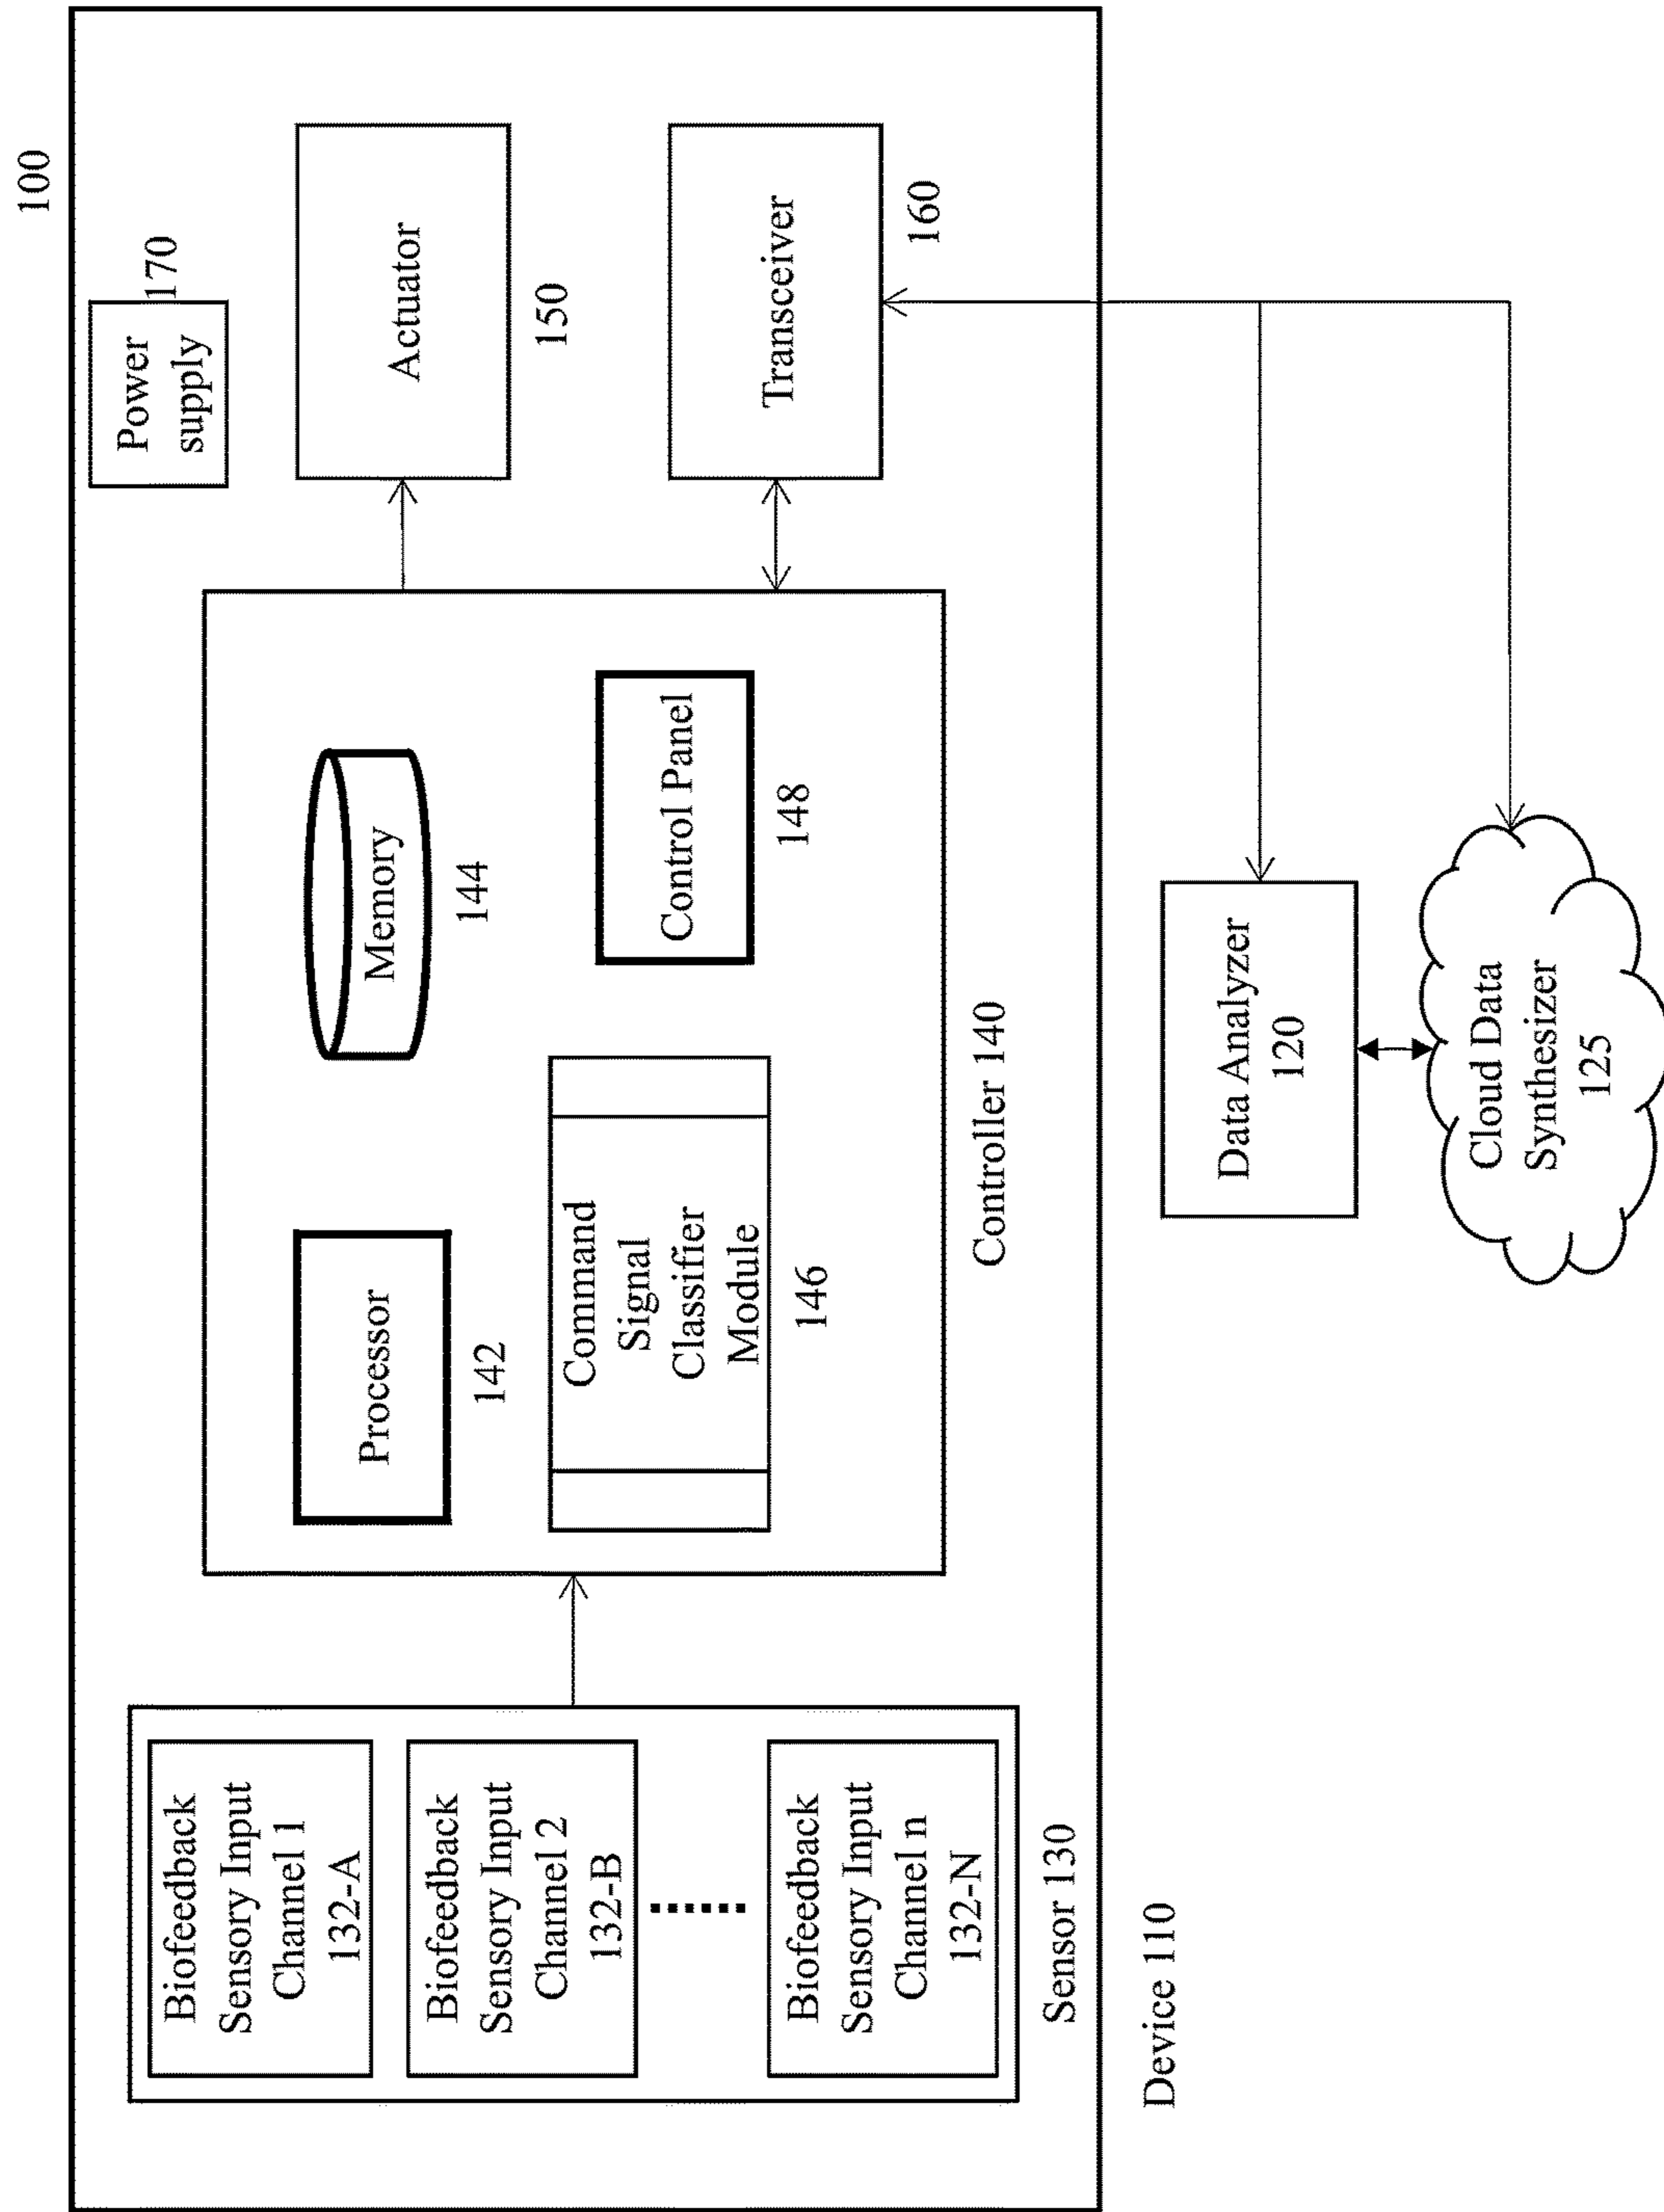 100
Power
supply
170
Biofeedback
Sensory Input
Channel 1
132-A
Biofeedback
Sensory Input
Channel 2
132-B
Biofeedback
Sensory Input
Channel n
132-N
Sensor 130
Processor
142
Memory
144
Command
Signal
Classifier
Module
146
Control Panel
148
Controller 140
Actuator
150
Transceiver
160
Device 110
Data Analyzer
120
Cloud Data
Synthesizer
125